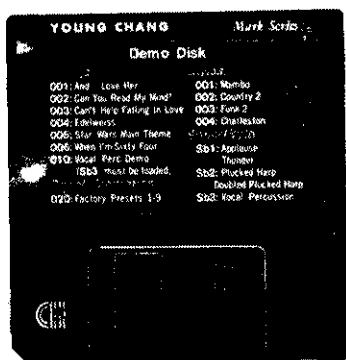 YOUNG CHANG
Mark Series
Demo Disk
001: And Love Her
002: Can You Read My Mind?
003: Can't Help Falling in Love
004: Edelweiss
005: Star Wars Main Theme
006: When I'm Sixty Four
010: Vocal Perc Demo
(Sb3 must be loaded.
020: Factory Presets 1-9
001: Mambo
002: Country 2
003: Funk 2
004: Charleston
Sb1: Applause
Thunder
Sb2: Plucked Harp
Doubled Plucked Harp
Sb3: Vocal Percussion